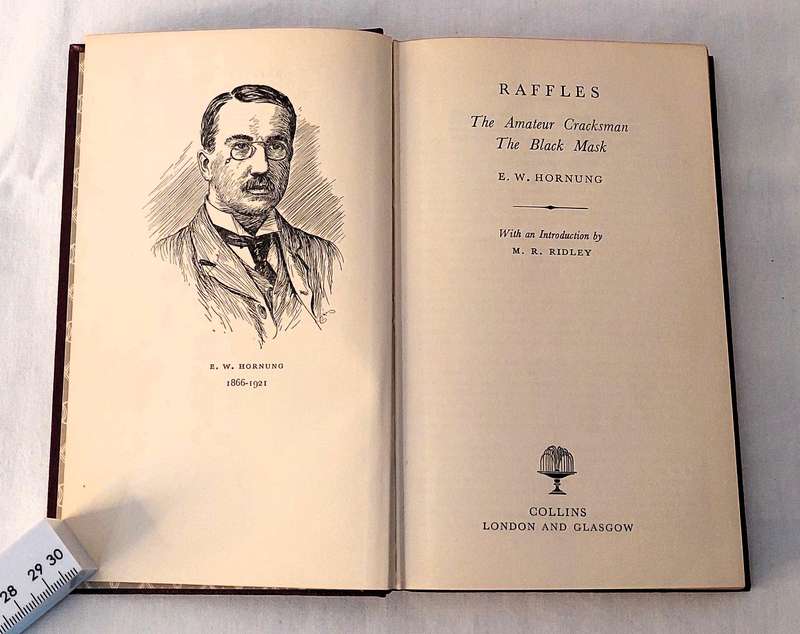 E. W. HORNUNG
1866-1921
RAFFLES
The Amateur Cracksman
The Black Mask
E. W. HORNUNG
With an Introduction by
M. R. RIDLEY
COLLINS
LONDON AND GLASGOW
28 29 30